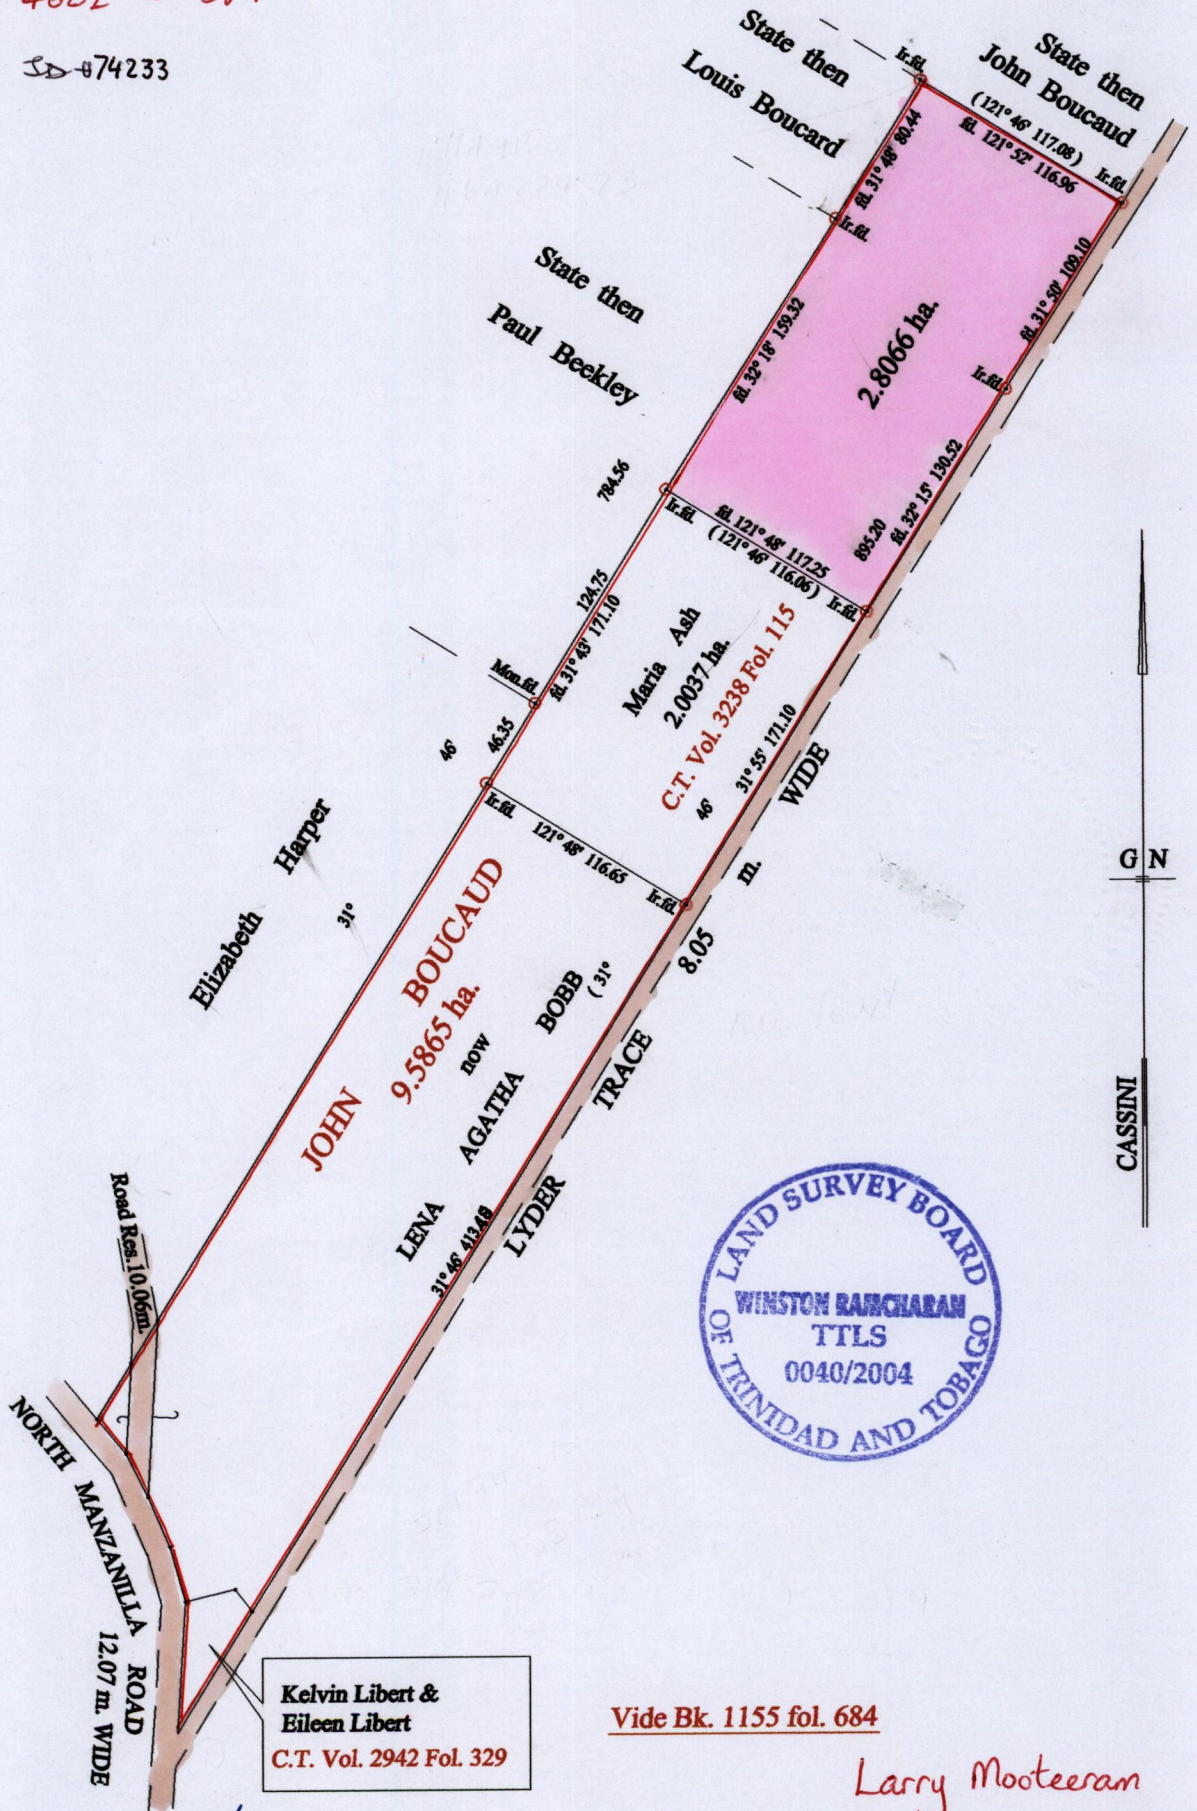 JD #74233
State then
Louis Boucard
State then
John Boucaud
Ir.fd.
(121° 46' 117.08)
fd. 121° 52' 116.96
Ir.fd.
fd. 31° 48' 80.44
Ir.fd.
State then
Paul Beekley
fd. 32° 18' 159.32
2.8066 ha.
fd. 31° 50' 109.10
Ir.fd.
784.56
Ir.fd.
fd. 121° 48' 117.25
(121° 46' 116.06)
895.20
fd. 32° 15' 130.52
Ir.fd.
124.75
fd. 31° 43' 171.10
Maria Ash
2.0037 ha.
C.T. Vol. 3238 Fol. 115
Mon.fd.
46'
46.35
46'
31° 55' 171.10
WIDE
Ir.fd.
121° 48' 116.65
Ir.fd.
m.
G N
Elizabeth Harper
31°
JOHN BOUCAUD
9.5865 ha.
now
LENA AGATHA BOBB
(31°
8.05
TRACE
LYDER
31° 46' 413.48
CASSINI
Road Res. 10.06m.
LAND SURVEY BOARD
WINSTON RAMCHARAN
TTLS
0040/2004
OF TRINIDAD AND TOBAGO
NORTH MANZANILLA ROAD
12.07 m. WIDE
Kelvin Libert &
Eileen Libert
C.T. Vol. 2942 Fol. 329
Vide Bk. 1155 fol. 684
Larry Mooteeram